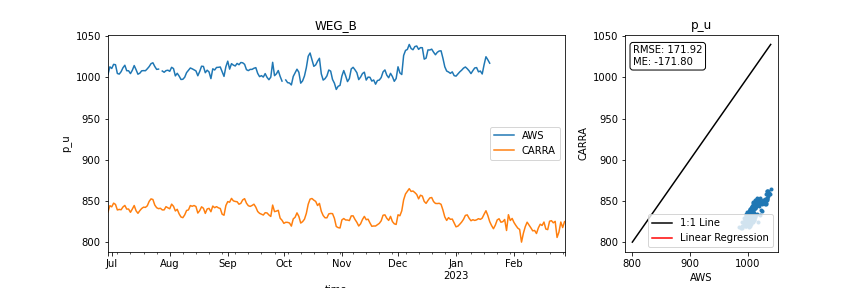 WEG_B
p_u
1050
1000
950
900
850
800
AWS
CARRA
Jul
Aug
Sep
Oct
Nov
Dec
Jan
2023
Feb
p_u
RMSE: 171.92
ME: -171.80
CARRA
1050
1000
950
900
850
800
1:1 Line
Linear Regression
800
900
1000
AWS